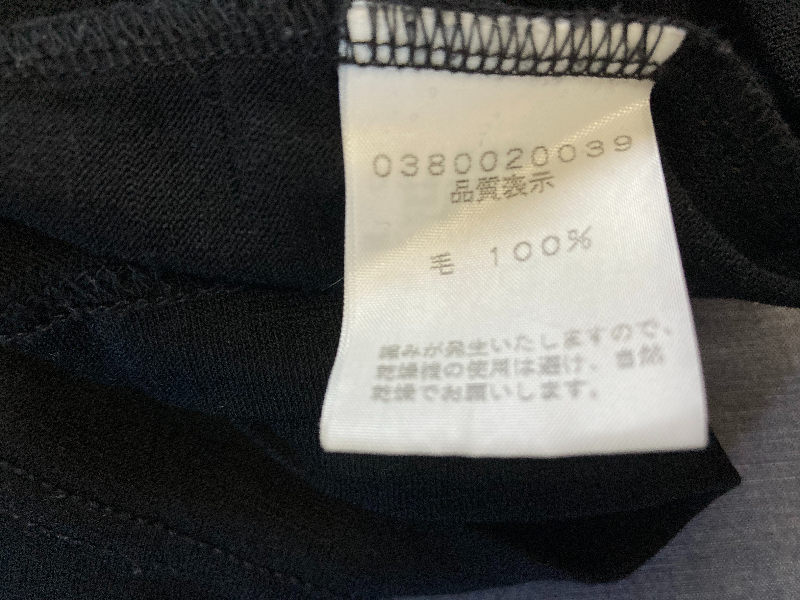 0380020039
品質表示
毛 100%
縮みが発生いたしますので、
乾燥機の使用は避け、自然
乾燥でお願いします。